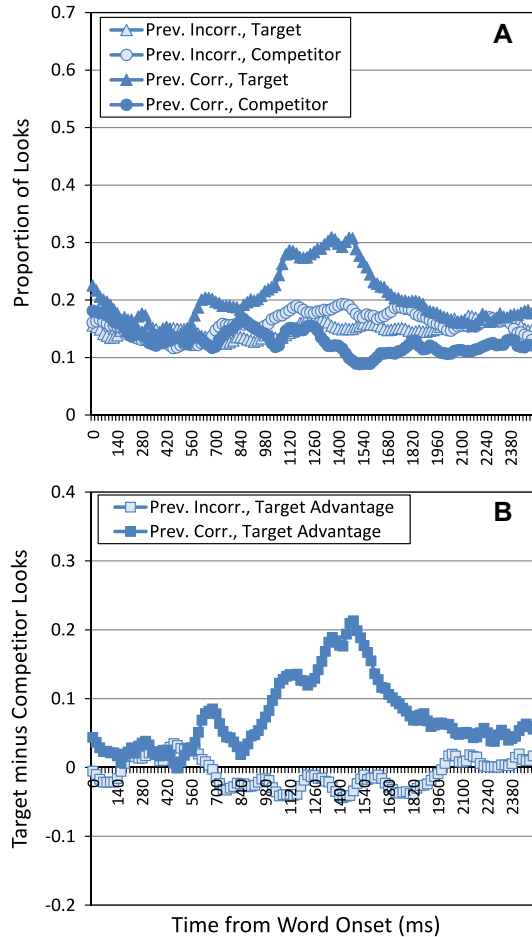 A
Prev. Incorr., Target
Prev. Incorr., Competitor
Prev. Corr., Target
Prev. Corr., Competitor
Proportion of Looks
0.7
0.6
0.5
0.4
0.3
0.2
0.1
0
0 140 280 420 560 700 840 980 1120 1260 1400 1540 1680 1820 1960 2100 2240 2380
B
Prev. Incorr., Target Advantage
Prev. Corr., Target Advantage
Target minus Competitor Looks
0.4
0.3
0.2
0.1
0
-0.1
-0.2
0 140 280 420 560 700 840 980 1120 1260 1400 1540 1680 1820 1960 2100 2240 2380
Time from Word Onset (ms)